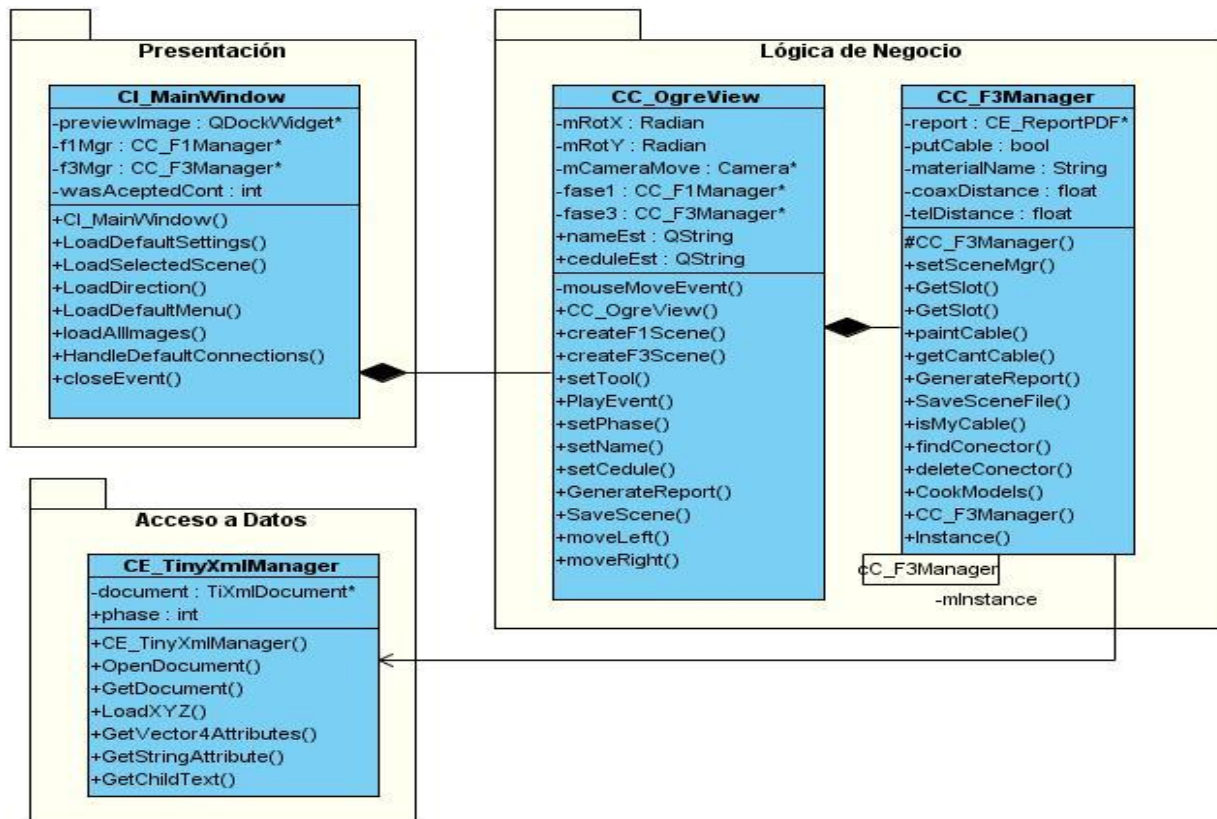 Presentación
CI_MainWindow
-previewImage : QDockWidget*
-f1Mgr : CC_F1Manager*
-f3Mgr : CC_F3Manager*
-wasAceptedCont : int
+CI_MainWindow()
+LoadDefaultSettings()
+LoadSelectedScene()
+LoadDirection()
+LoadDefaultMenu()
+loadAllImages()
+HandleDefaultConnections()
+closeEvent()
Lógica de Negocio
CC_OgreView
-mRotX : Radian
-mRotY : Radian
-mCameraMove : Camera*
-fase1 : CC_F1Manager*
-fase3 : CC_F3Manager*
+nameEst : QString
+ceduleEst : QString
-mouseMoveEvent()
+CC_OgreView()
+createF1Scene()
+createF3Scene()
+setTool()
+PlayEvent()
+setPhase()
+setName()
+setCedule()
+GenerateReport()
+SaveScene()
+moveLeft()
+moveRight()
CC_F3Manager
-report : CE_ReportPDF*
-putCable : bool
-materialName : String
-coaxDistance : float
-telDistance : float
#CC_F3Manager()
+setSceneMgr()
+GetSlot()
+GetSlot()
+paintCable()
+getCantCable()
+GenerateReport()
+SaveSceneFile()
+isMyCable()
+findConector()
+deleteConector()
+CookModels()
+CC_F3Manager()
+Instance()
cC_F3Manager
-mInstance
Acceso a Datos
CE_TinyXmlManager
-document : TiXmlDocument*
+phase : int
+CE_TinyXmlManager()
+OpenDocument()
+GetDocument()
+LoadXYZ()
+GetVector4Attributes()
+GetStringAttribute()
+GetChildText()